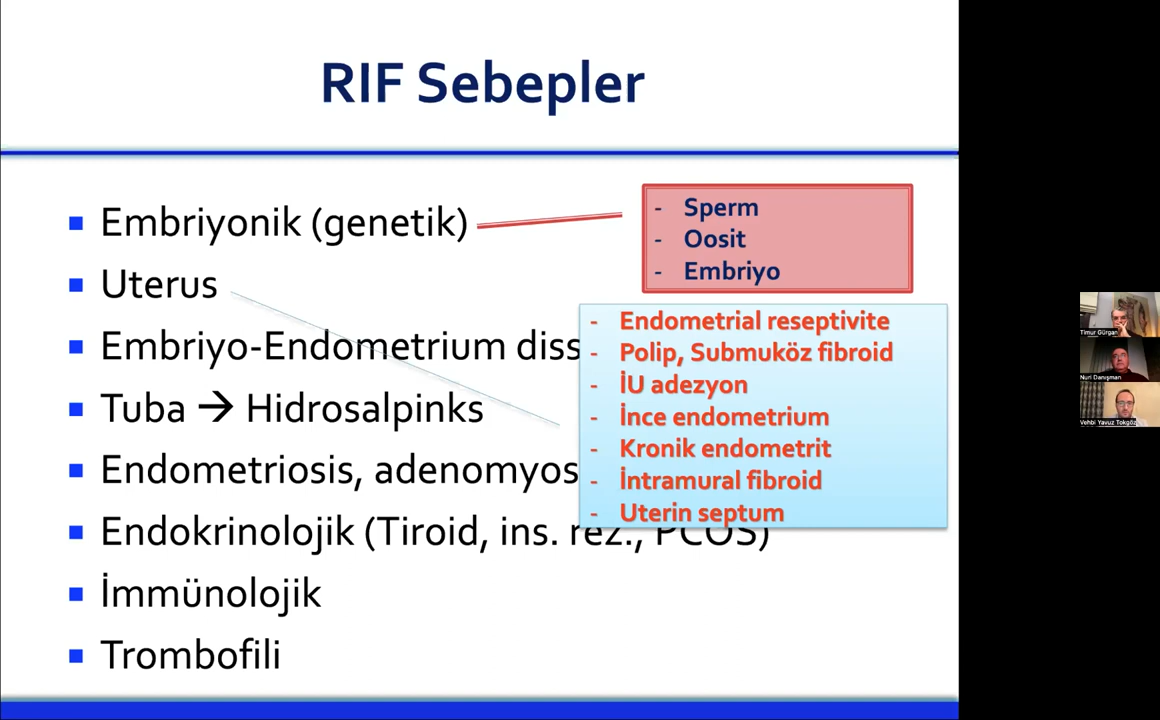 RIF Sebepler
Embriyonik (genetik)
- Sperm
- Oosit
- Embriyo
Uterus
- Endometrial reseptivite
- Polip, Submuköz fibroid
- İU adezyon
- İnce endometrium
- Kronik endometrit
- İntramural fibroid
- Uterin septum
Embriyo-Endometrium diss
Tuba → Hidrosalpinks
Endometriosis, adenomyos
Endokrinolojik (Tiroid, ins. rez., PCOS)
İmmünolojik
Trombofili
Timur Gürgan
Nuri Danışman
Vehbi Yavuz Tokgöz